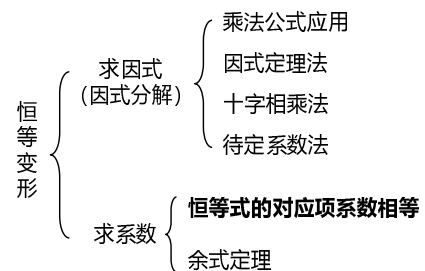 恒等变形
求因式
(因式分解)
乘法公式应用
因式定理法
十字相乘法
待定系数法
求系数
恒等式的对应项系数相等
余式定理